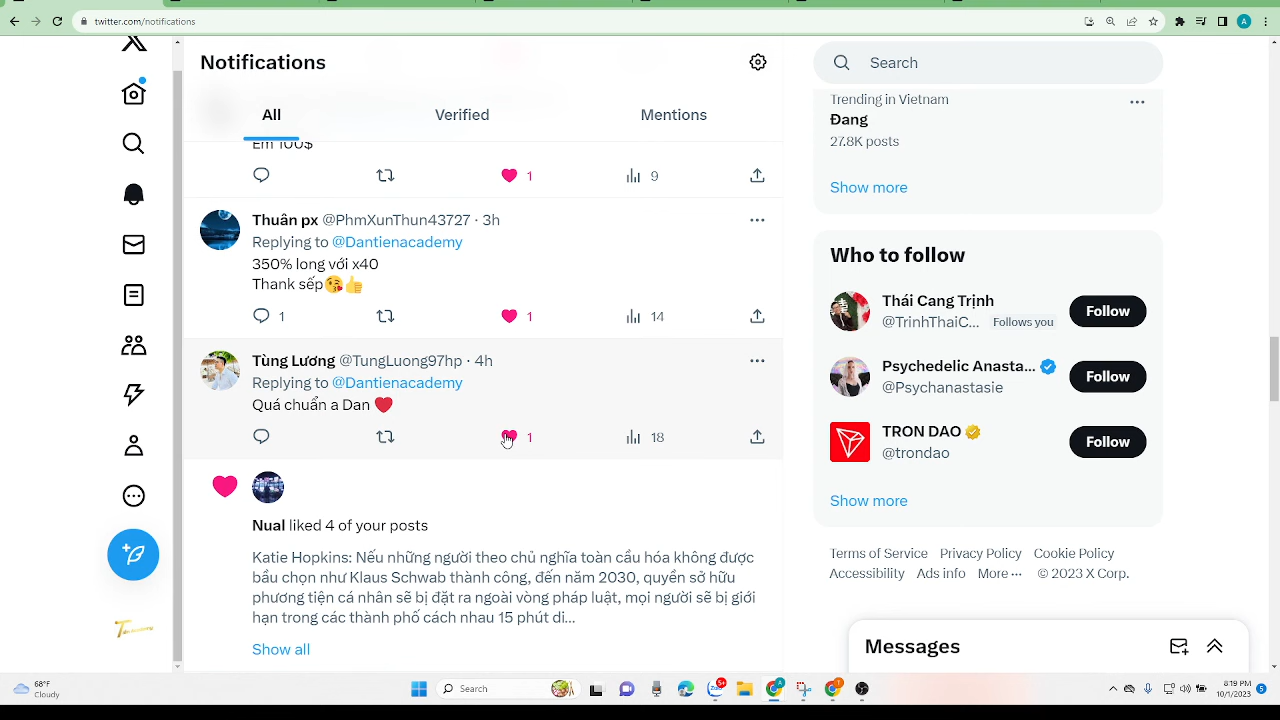 twitter.com/notifications
A
Notifications
All
Verified
Mentions
Em 100$
1
9
Thuân px @PhmXunThun43727 · 3h
Replying to @Dantienacademy
350% long với x40
Thank sếp😘👍
1
1
14
Tùng Lương @TungLuong97hp · 4h
Replying to @Dantienacademy
Quá chuẩn a Dan ❤️
1
18
Nual liked 4 of your posts
Katie Hopkins: Nếu những người theo chủ nghĩa toàn cầu hóa không được
bầu chọn như Klaus Schwab thành công, đến năm 2030, quyền sở hữu
phương tiện cá nhân sẽ bị đặt ra ngoài vòng pháp luật, mọi người sẽ bị giới
hạn trong các thành phố cách nhau 15 phút di...
Show all
Search
Trending in Vietnam
Đang
27.8K posts
Show more
Who to follow
Thái Cang Trịnh
@TrinhThaiC... Follows you
Follow
Psychedelic Anasta...
@Psychanastasie
Follow
TRON DAO
@trondao
Follow
Show more
Terms of Service Privacy Policy Cookie Policy
Accessibility Ads info More ··· © 2023 X Corp.
Messages
68°F
Cloudy
Search
5+
A
1
8:19 PM
10/1/2023
5